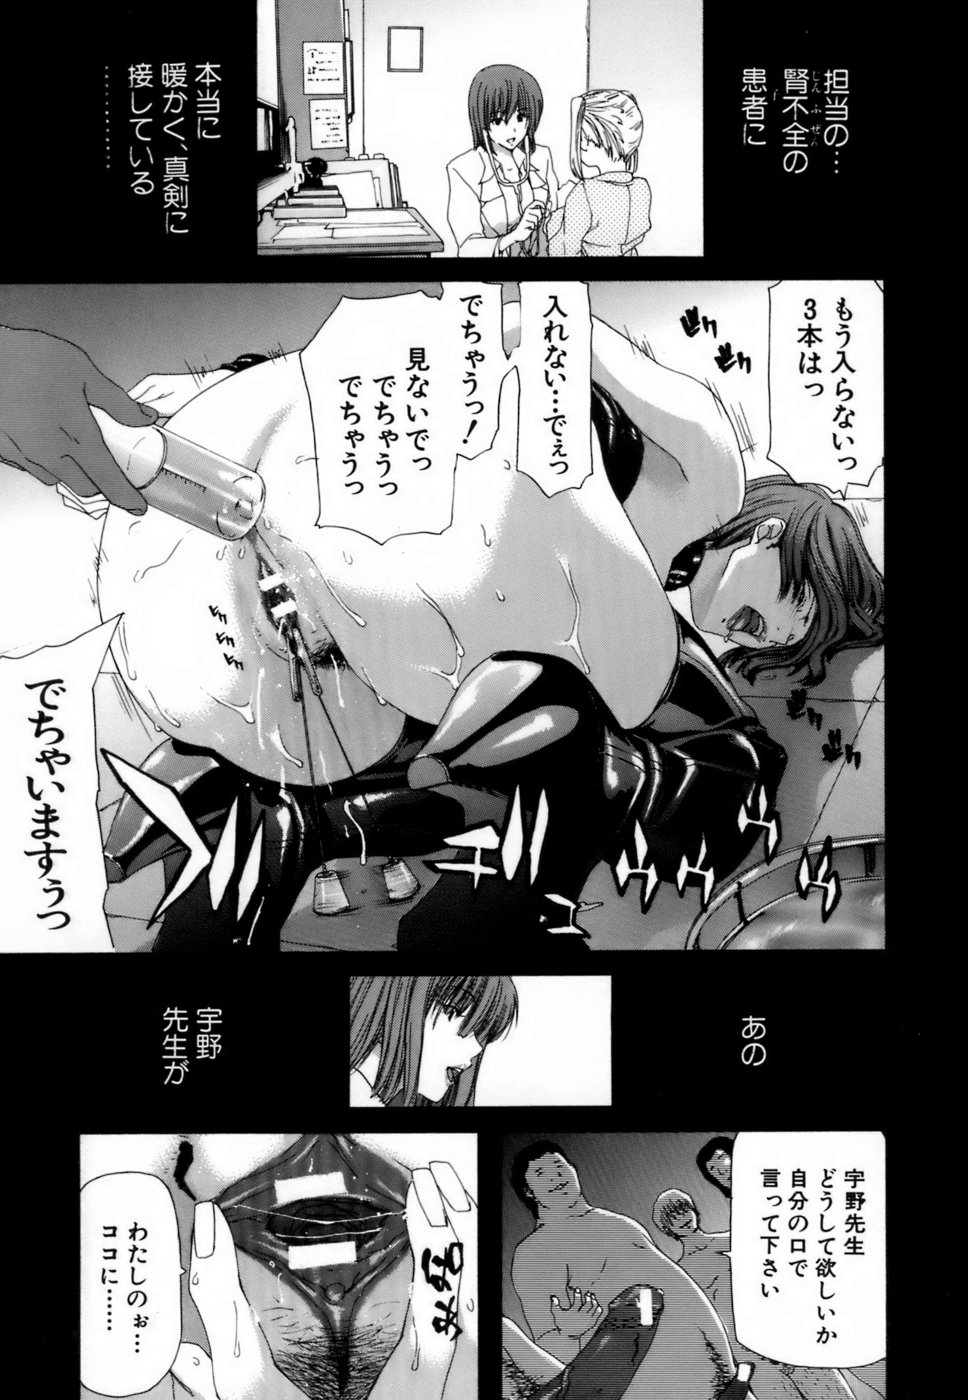 担当の…
腎不全の
じんふぜん
患者に
本当に
暖かく、真剣に
接している
………
もう入らないっ
3本はっ
入れない…でぇっ
でちゃうっ!
見ないでっ
でちゃうっ
でちゃうっ
でちゃいますぅっ
あの
宇野
先生が
宇野先生
どうして欲しいか
自分の口で
言って下さい
わたしのぉ…
ココに……